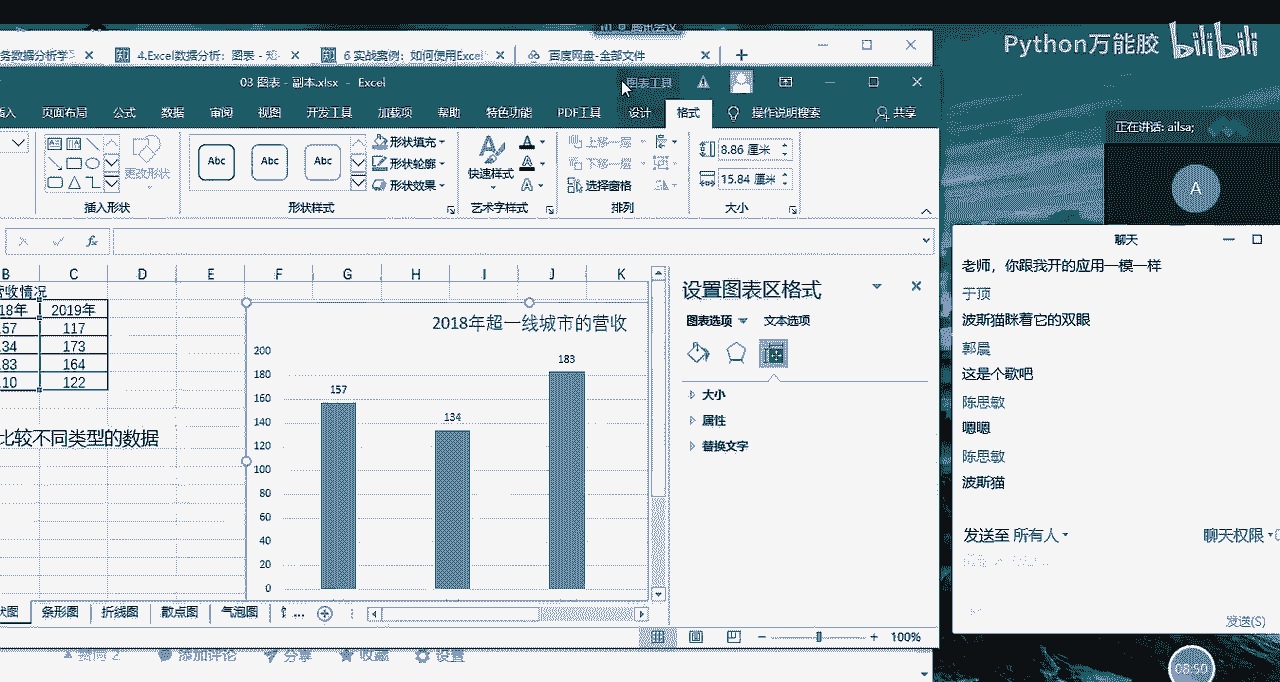 Python万能胶 bilibili
腾讯会议
务数据分析学 4.Excel数据分析：图表 - 知 6 实战案例：如何使用Excel 百度网盘-全部文件
03 图表 - 副本.xlsx - Excel 图表工具
插入 页面布局 公式 数据 审阅 视图 开发工具 加载项 帮助 特色功能 PDF工具 设计 格式 操作说明搜索 共享
更改形状
Abc Abc Abc
形状填充
形状轮廓
形状效果
快速样式
上移一层
下移一层
选择窗格
8.86 厘米
15.84 厘米
插入形状 形状样式 艺术字样式 排列 大小
fx
B C D E F G H I J K
营收情况
18年 2019年
157 117
134 173
183 164
110 122
比较不同类型的数据
2018年超一线城市的营收
200
180
160
140
120
100
80
60
40
20
0
157
134
183
设置图表区格式
图表选项 文本选项
大小
属性
替换文字
状图 条形图 折线图 散点图 气泡图 ...
100%
赞同 2 添加评论 分享 收藏 设置
正在讲话: ailsa;
A
聊天
老师，你跟我开的应用一模一样
于顶
波斯猫眯着它的双眼
郭晨
这是个歌吧
陈思敏
嗯嗯
陈思敏
波斯猫
发送至 所有人
聊天权限
发送(S)
08:50